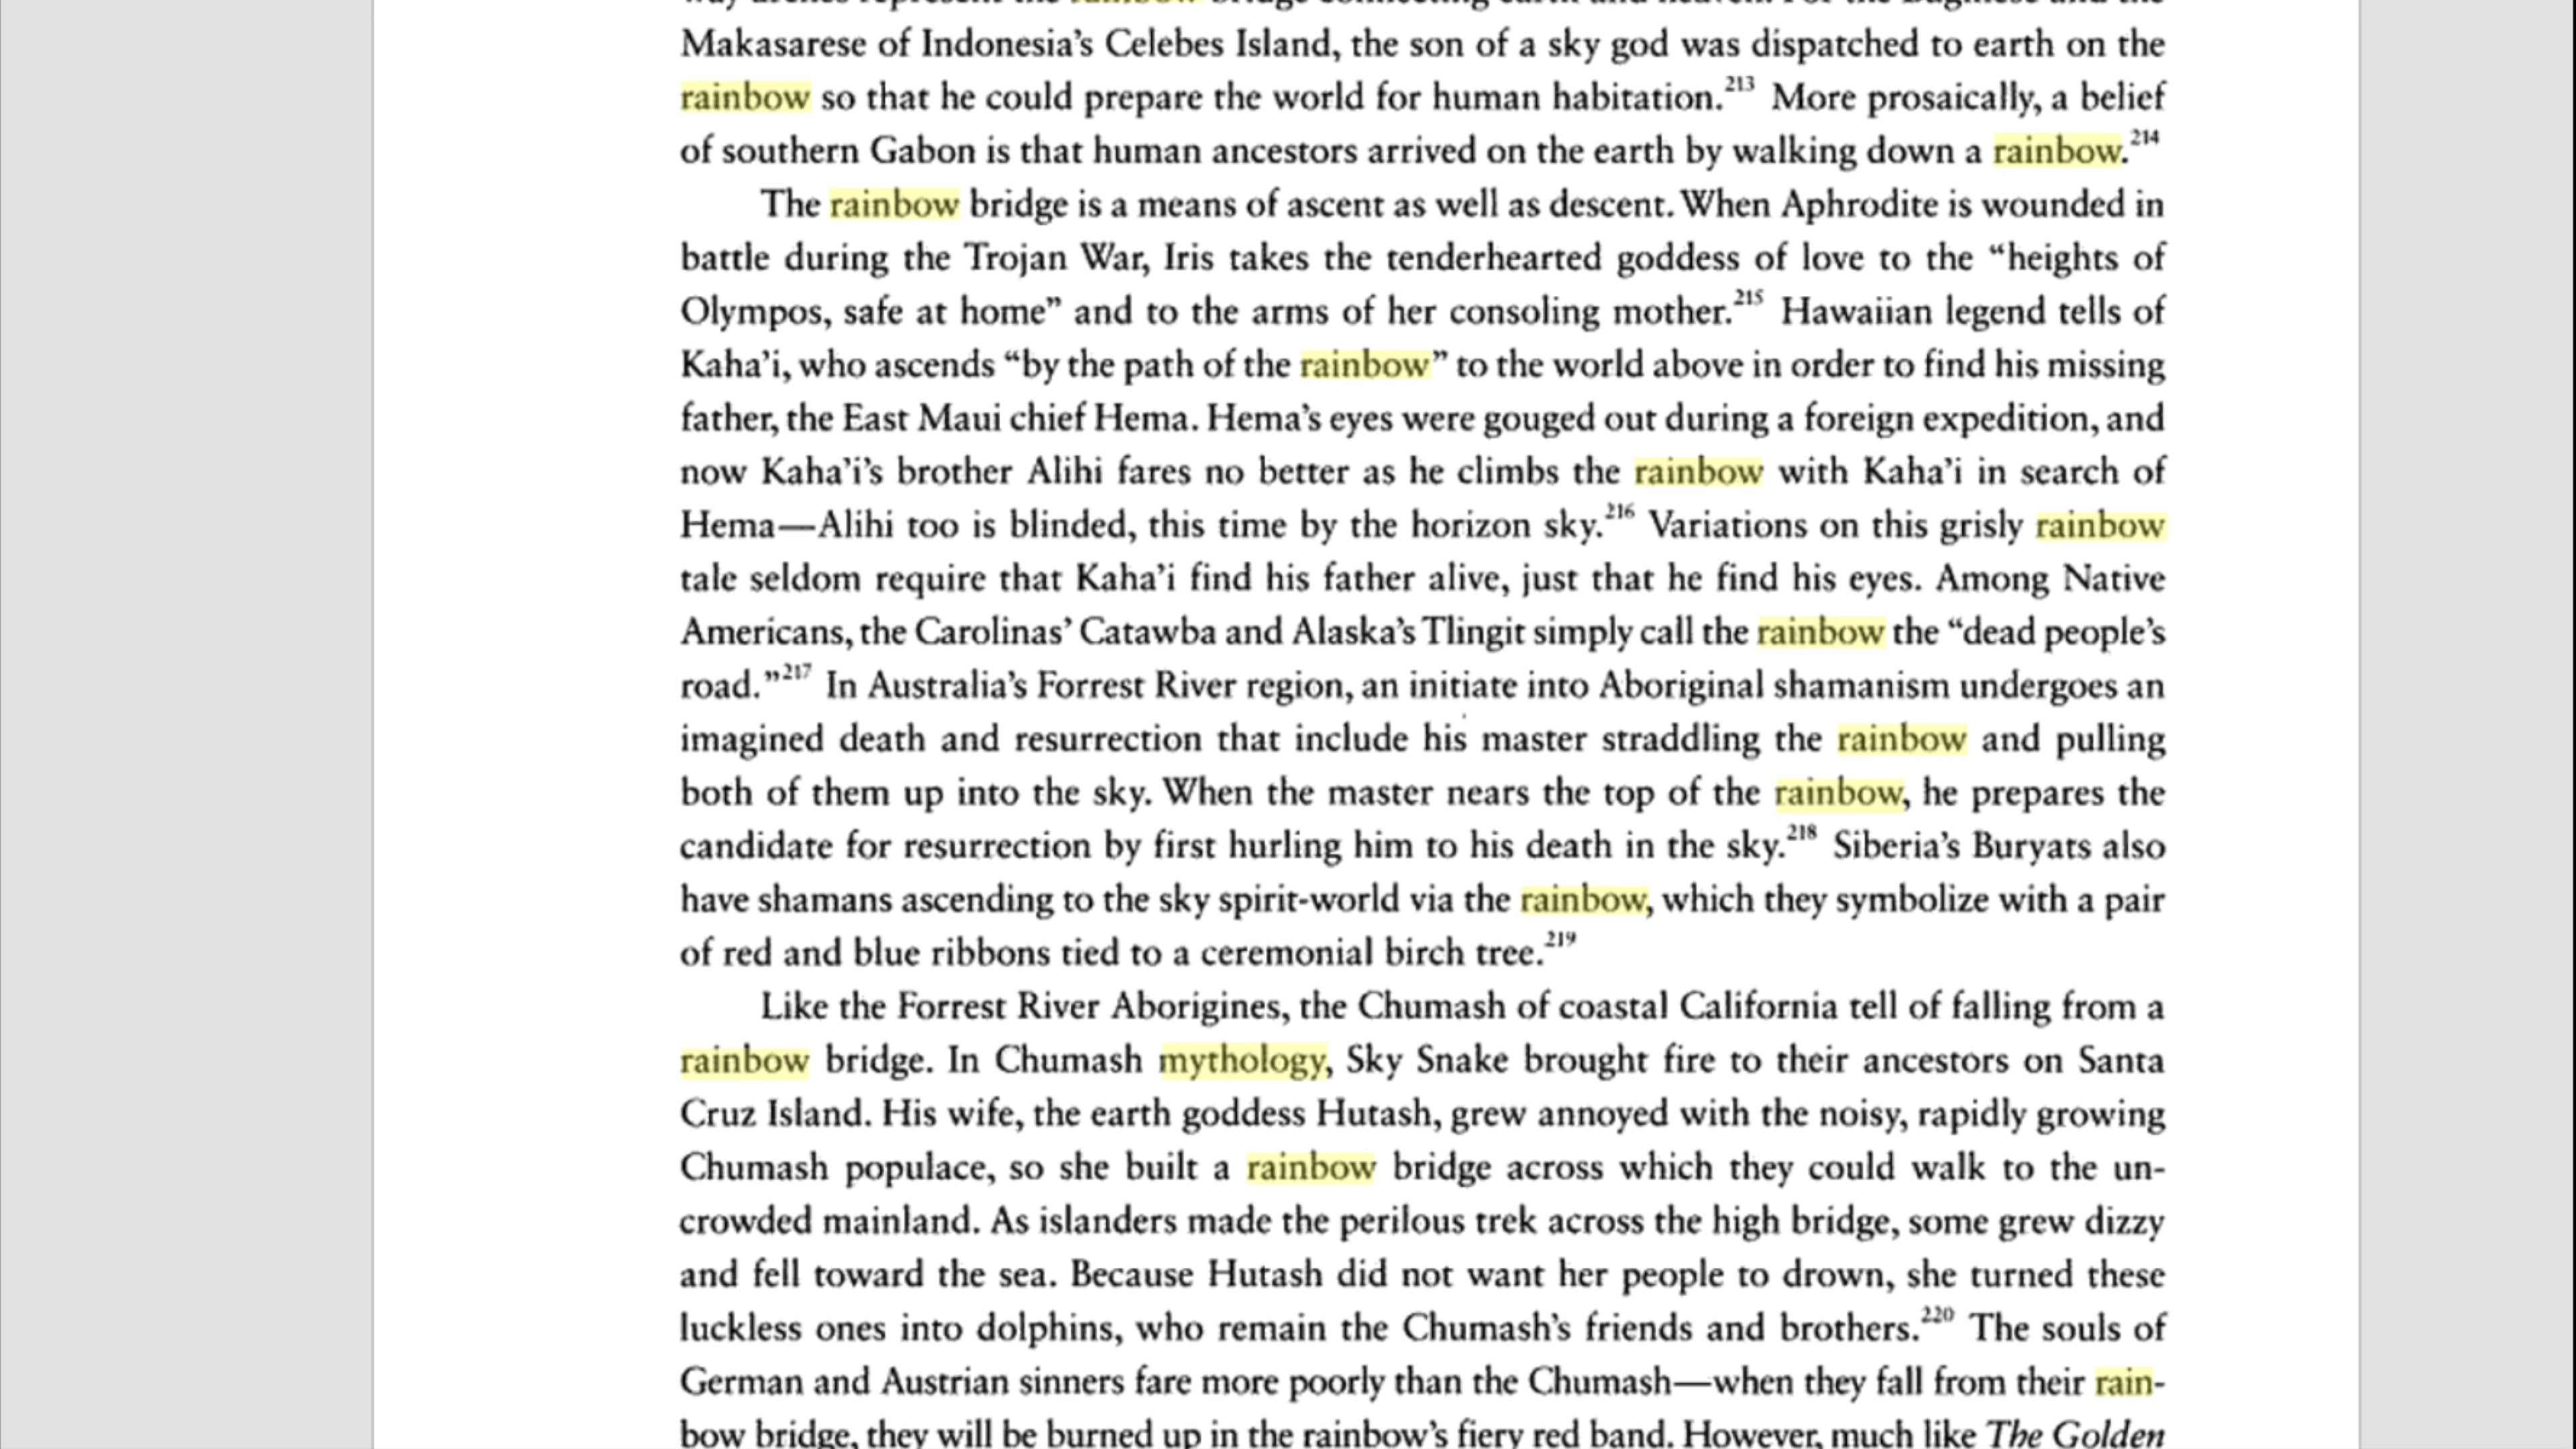 way arches represent the rainbow bridge connecting earth and heaven. For the Buginese and the
Makasarese of Indonesia’s Celebes Island, the son of a sky god was dispatched to earth on the
rainbow so that he could prepare the world for human habitation.213 More prosaically, a belief
of southern Gabon is that human ancestors arrived on the earth by walking down a rainbow.214
The rainbow bridge is a means of ascent as well as descent. When Aphrodite is wounded in
battle during the Trojan War, Iris takes the tenderhearted goddess of love to the “heights of
Olympos, safe at home” and to the arms of her consoling mother.215 Hawaiian legend tells of
Kaha’i, who ascends “by the path of the rainbow” to the world above in order to find his missing
father, the East Maui chief Hema. Hema’s eyes were gouged out during a foreign expedition, and
now Kaha’i’s brother Alihi fares no better as he climbs the rainbow with Kaha’i in search of
Hema—Alihi too is blinded, this time by the horizon sky.216 Variations on this grisly rainbow
tale seldom require that Kaha’i find his father alive, just that he find his eyes. Among Native
Americans, the Carolinas’ Catawba and Alaska’s Tlingit simply call the rainbow the “dead people’s
road.”217 In Australia’s Forrest River region, an initiate into Aboriginal shamanism undergoes an
imagined death and resurrection that include his master straddling the rainbow and pulling
both of them up into the sky. When the master nears the top of the rainbow, he prepares the
candidate for resurrection by first hurling him to his death in the sky.218 Siberia’s Buryats also
have shamans ascending to the sky spirit-world via the rainbow, which they symbolize with a pair
of red and blue ribbons tied to a ceremonial birch tree.219
Like the Forrest River Aborigines, the Chumash of coastal California tell of falling from a
rainbow bridge. In Chumash mythology, Sky Snake brought fire to their ancestors on Santa
Cruz Island. His wife, the earth goddess Hutash, grew annoyed with the noisy, rapidly growing
Chumash populace, so she built a rainbow bridge across which they could walk to the un-
crowded mainland. As islanders made the perilous trek across the high bridge, some grew dizzy
and fell toward the sea. Because Hutash did not want her people to drown, she turned these
luckless ones into dolphins, who remain the Chumash’s friends and brothers.220 The souls of
German and Austrian sinners fare more poorly than the Chumash—when they fall from their rain-
bow bridge, they will be burned up in the rainbow’s fiery red band. However, much like The Golden